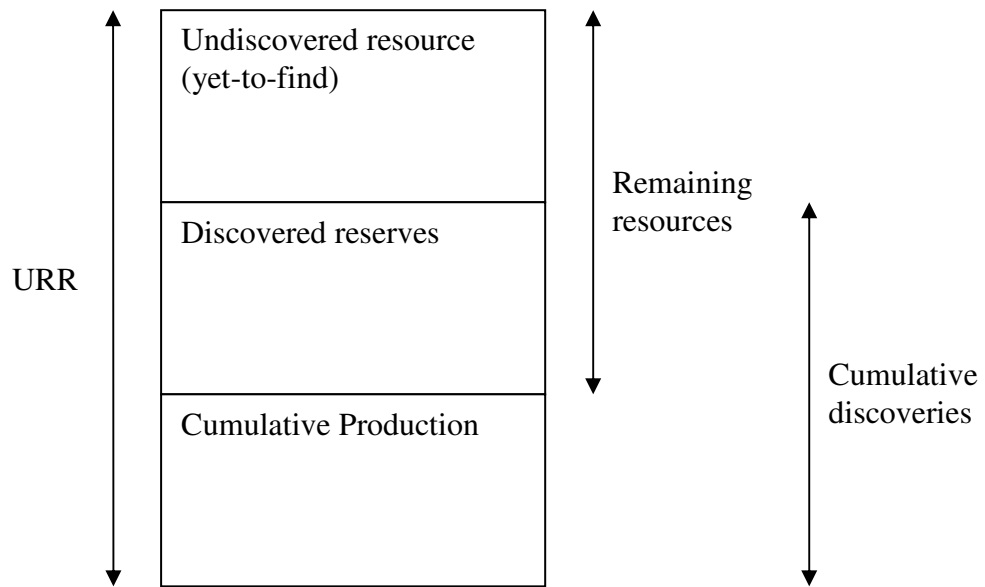 Undiscovered resource
(yet-to-find)
Remaining
resources
Discovered reserves
URR
Cumulative
discoveries
Cumulative Production